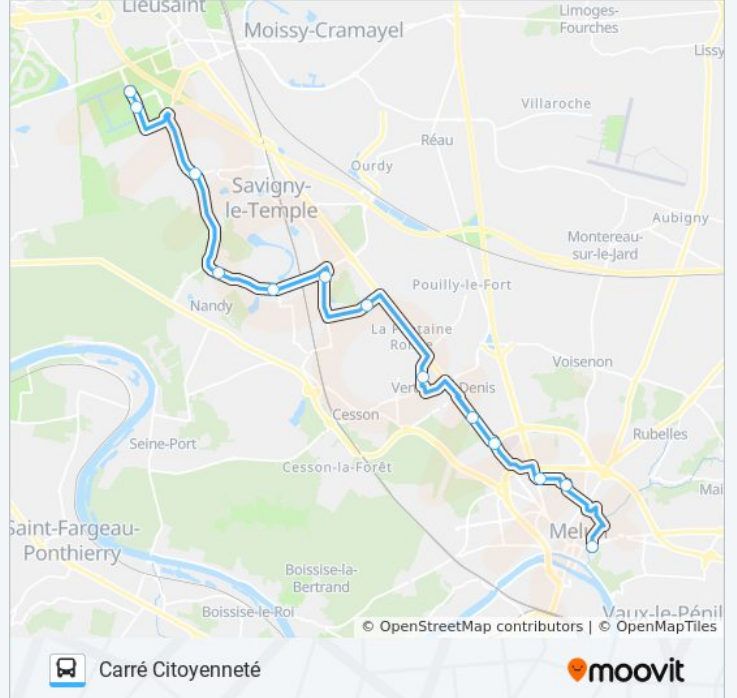 Lieusaint
Limoges-
Fourches
Moissy-Cramayel
Lissy
Villaroche
Réau
Ourdy
Savigny-
le-Temple
Aubigny
Montereau-
sur-le-Jard
Pouilly-le-Fort
Nandy
La Fontaine
Ronde
Voisenon
Vert
Denis
Cesson
Rubelles
Seine-Port
Cesson-la-Forêt
Mai
Saint-Fargeau-
Ponthierry
Melun
Boissise-la-
Bertrand
Boissise-le-Roi
Vaux-le-Pénil
© OpenStreetMap contributors | © OpenMapTiles
Carré Citoyenneté
moovit